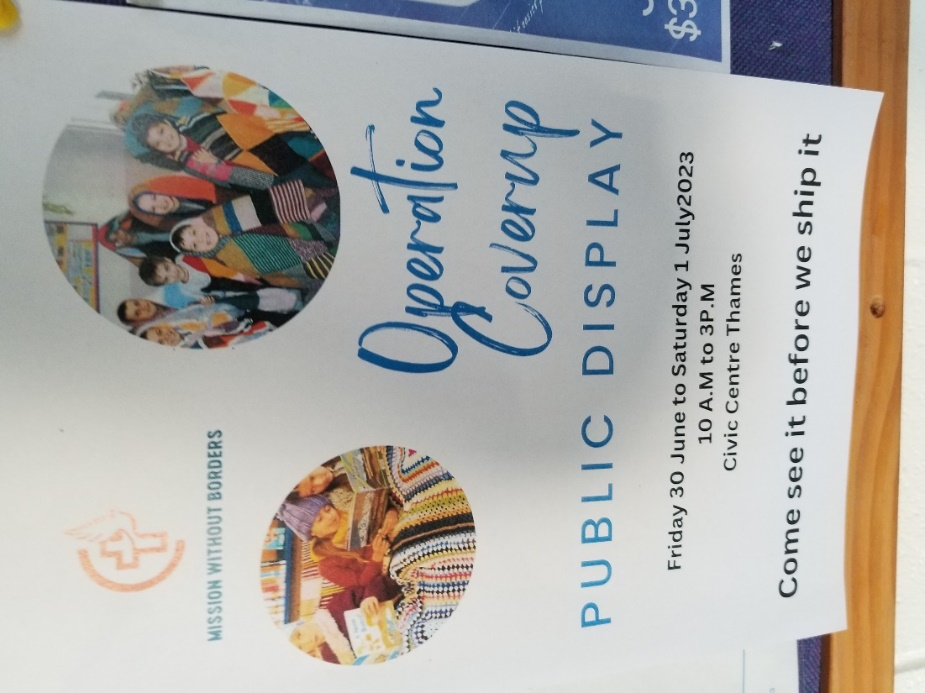 MISSION WITHOUT BORDERS
Operation
Coverup
PUBLIC DISPLAY
Friday 30 June to Saturday 1 July2023
10 A.M to 3P.M
Civic Centre Thames
Come see it before we ship it
$3